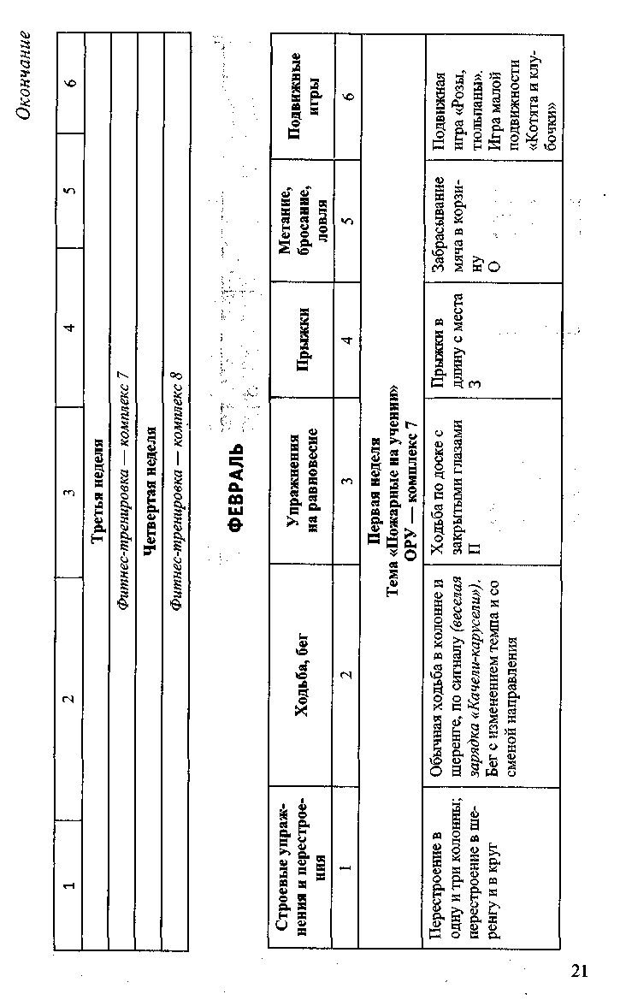 Окончание
1 2 3 4 5 6
Третья неделя
Фитнес-тренировка — комплекс 7
Четвертая неделя
Фитнес-тренировка — комплекс 8
ФЕВРАЛЬ
Строевые упраж-
нения и перестрое-
ния
Ходьба, бег
Упражнения
на равновесие
Прыжки
Метание,
бросание,
ловля
Подвижные
игры
1 2 3 4 5 6
Первая неделя
Тема «Пожарные на учении»
ОРУ — комплекс 7
Перестроение в
одну и три колонны;
перестроение в ше-
ренгу и в круг
Обычная ходьба в колонне и
шеренге, по сигналу (веселая
зарядка «Качели-карусели»).
Бег с изменением темпа и со
сменой направления
Ходьба по доске с
закрытыми глазами
П
Прыжки в
длину с места
З
Забрасывание
мяча в корзи-
ну
О
Подвижная
игра «Розы,
тюльпаны».
Игра малой
подвижности
«Котята и клу-
бочки»
21